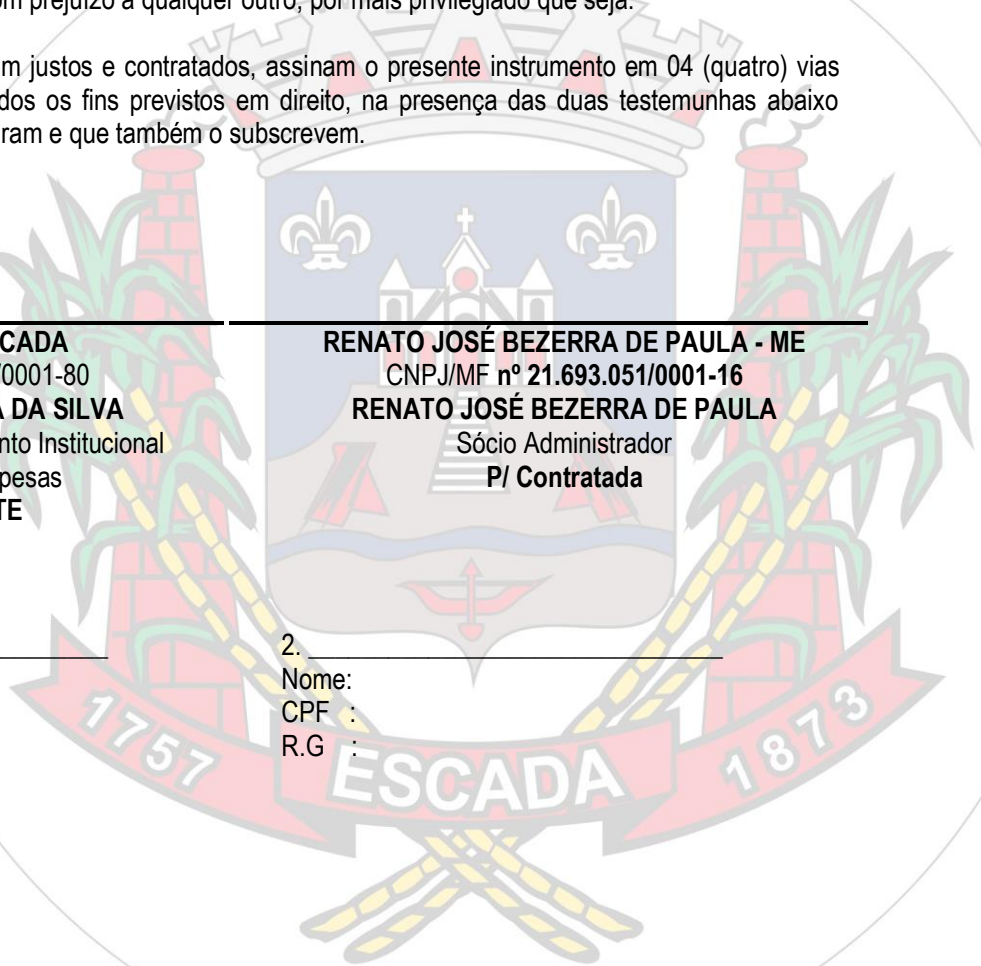 om prejuízo a qualquer outro, por mais privilegiado que seja.
m justos e contratados, assinam o presente instrumento em 04 (quatro) vias
dos os fins previstos em direito, na presença das duas testemunhas abaixo
ram e que também o subscrevem.
CADA
/0001-80
A DA SILVA
nto Institucional
pesas
TE
RENATO JOSÉ BEZERRA DE PAULA - ME
CNPJ/MF nº 21.693.051/0001-16
RENATO JOSÉ BEZERRA DE PAULA
Sócio Administrador
P/ Contratada
2. ________________________________
Nome:
CPF :
R.G :
1757 ESCADA 1873